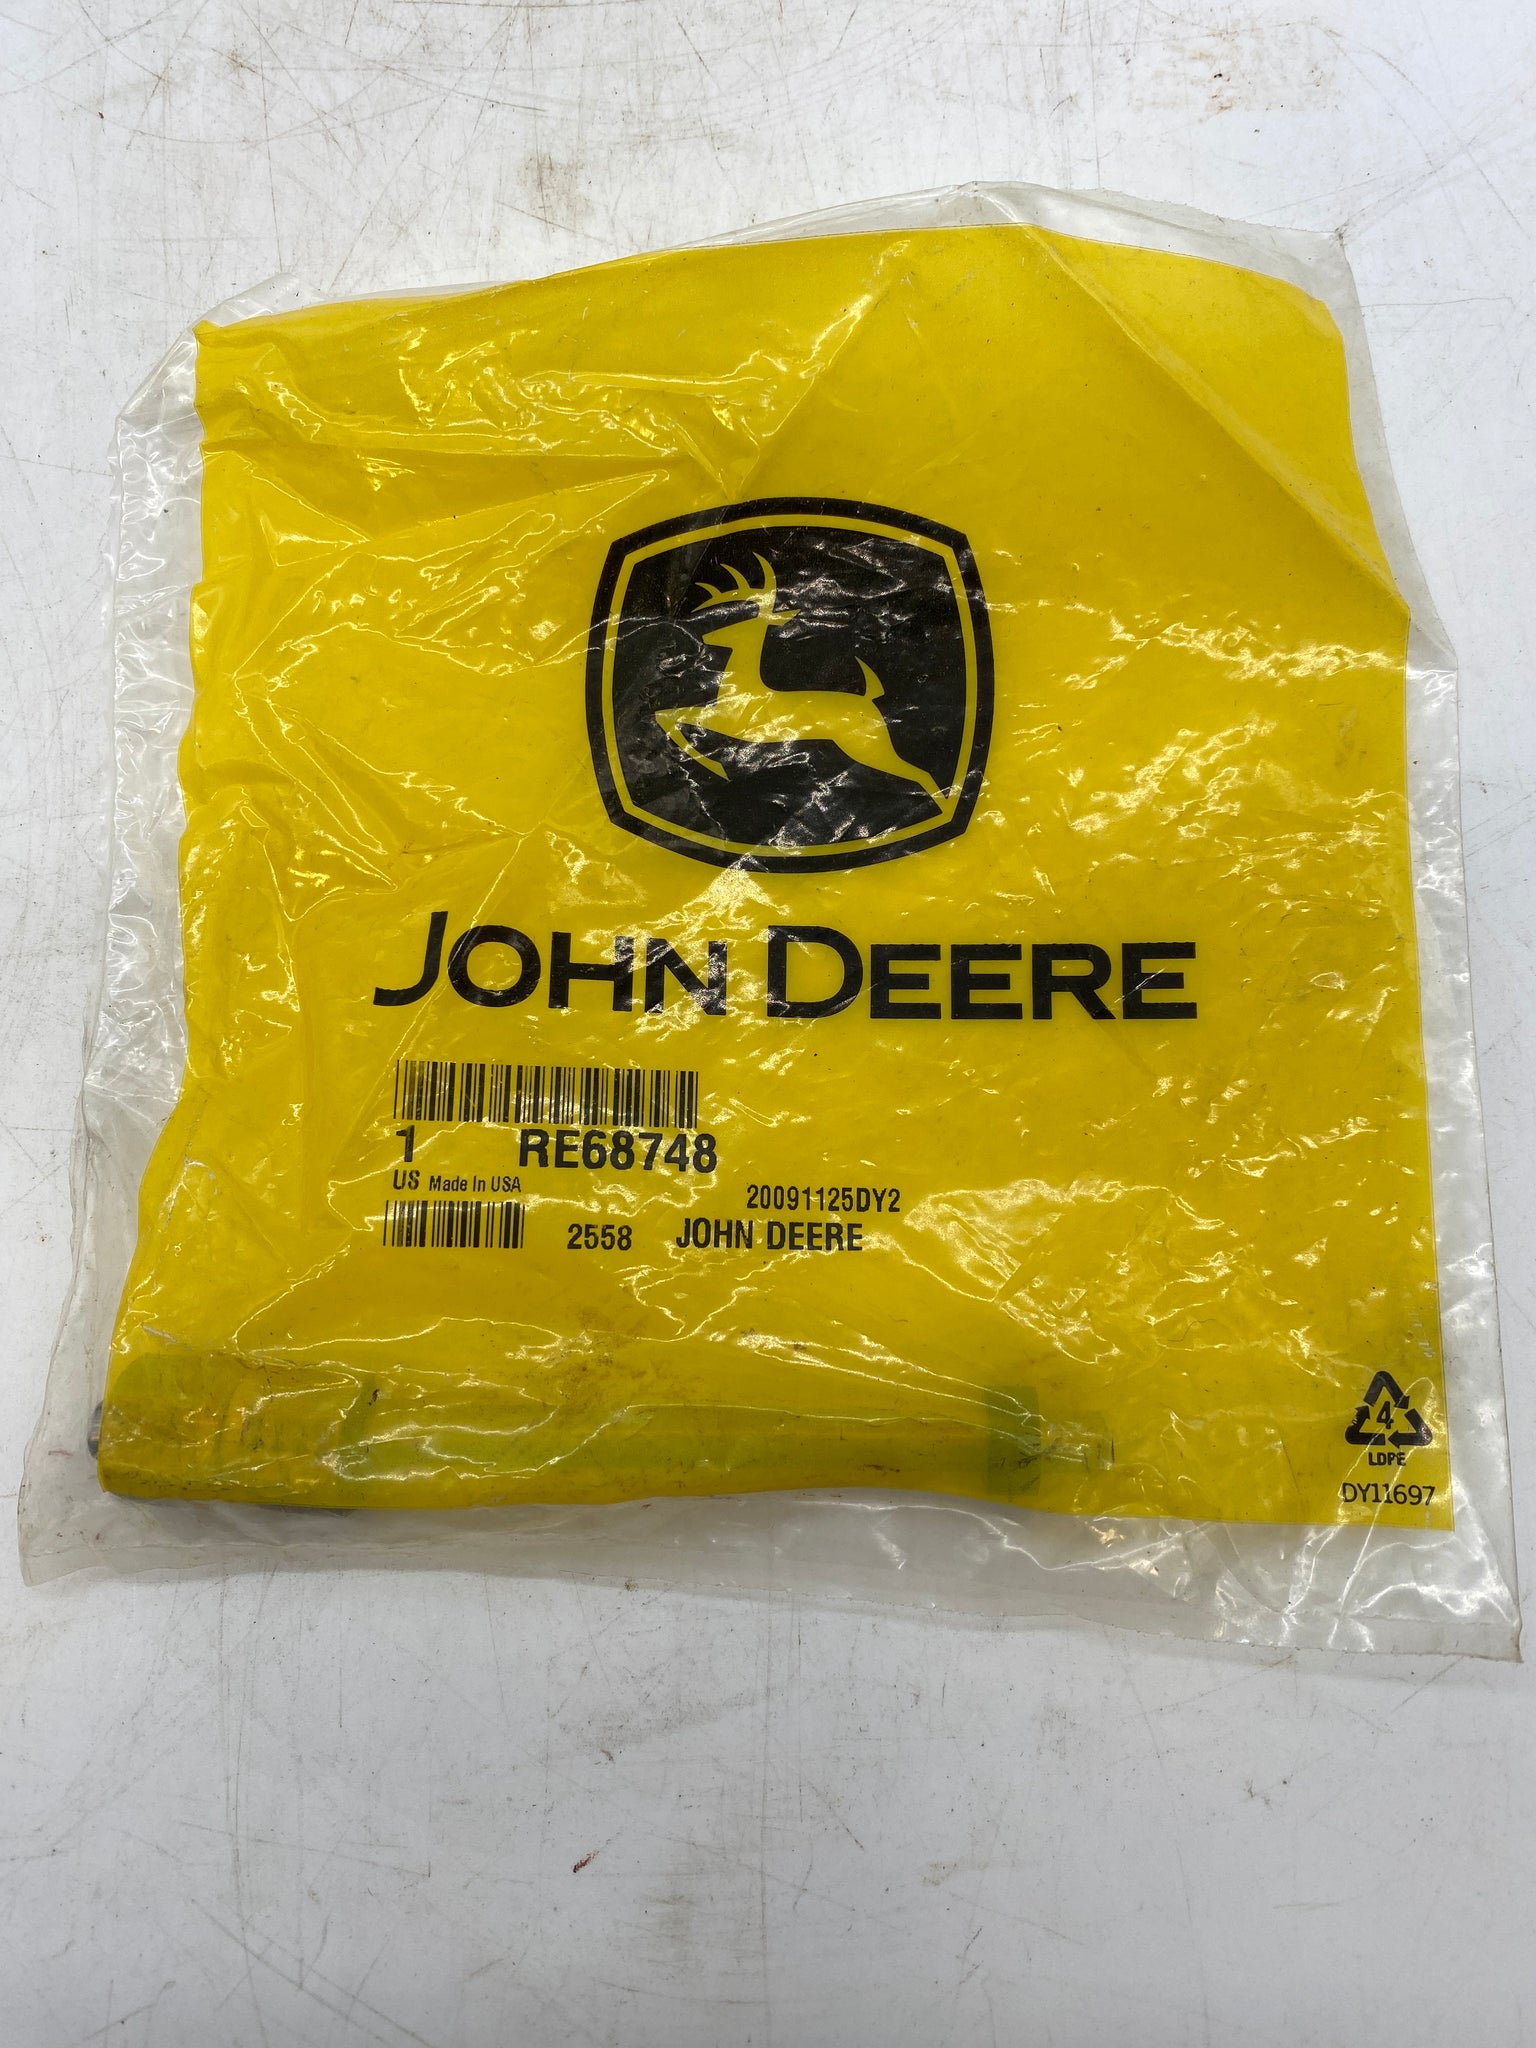 JOHN DEERE
1 RE68748
US Made In USA
20091125DY2
2558 JOHN DEERE
4
LDPE
DY11697